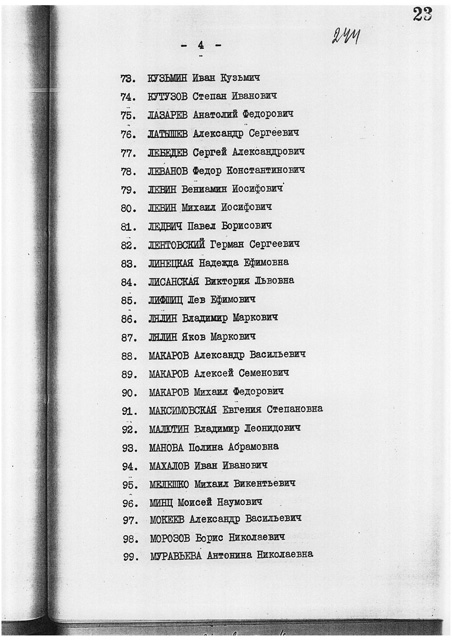 23
244
- 4 -
73. КУЗЬМИН Иван Кузьмич
74. КУТУЗОВ Степан Иванович
75. ЛАЗАРЕВ Анатолий Федорович
76. ЛАТЫШЕВ Александр Сергеевич
77. ЛЕБЕДЕВ Сергей Александрович
78. ЛЕВАНОВ Федор Константинович
79. ЛЕВИН Вениамин Иосифович
80. ЛЕВИН Михаил Иосифович
81. ЛЕДВИЧ Павел Борисович
82. ЛЕНТОВСКИЙ Герман Сергеевич
83. ЛИНЕЦКАЯ Надежда Ефимовна
84. ЛИСАНСКАЯ Виктория Львовна
85. ЛИФШИЦ Лев Ефимович
86. Владимир Маркович
87. Яков Маркович
88. МАКАРОВ Александр Васильевич
89. МАКАРОВ Алексей Семенович
90. МАКАРОВ Михаил Федорович
91. МАКСИМОВСКАЯ Евгения Степановна
92. МАЛЮТИН Владимир Леонидович
93. МАНОВА Полина Абрамовна
94. МАХАЛОВ Иван Иванович
95. МЕЛЕШКО Михаил Викентьевич
96. МИНЦ Моисей Наумович
97. МОКЕЕВ Александр Васильевич
98. МОРОЗОВ Борис Николаевич
99. МУРАВЬЕВА Антонина Николаевна